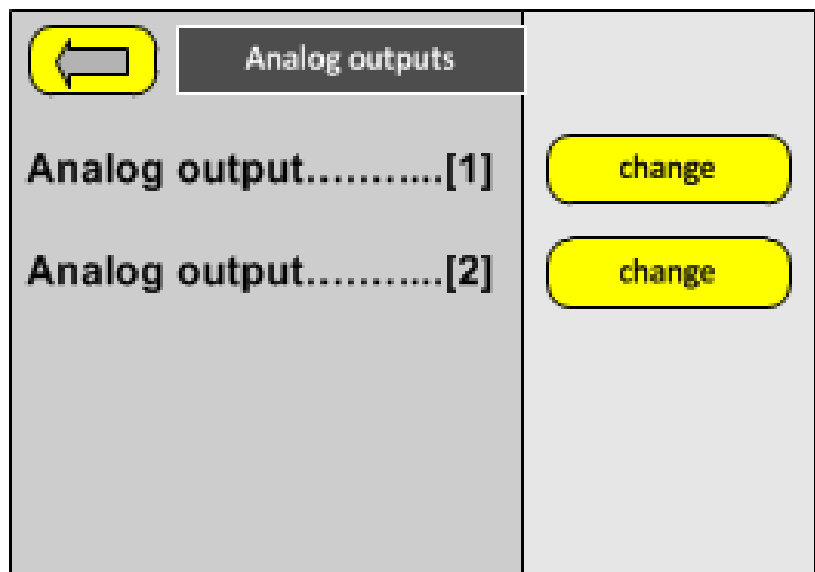 Analog outputs
Analog output...........[1] change
Analog output...........[2] change